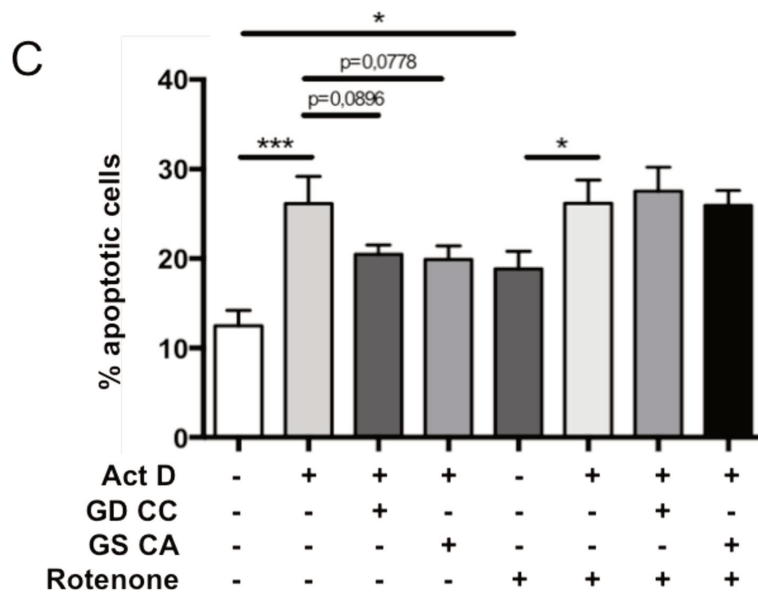 C
*
p=0,0778
p=0,0896
***
*
% apoptotic cells
40
30
20
10
0
Act D - + + + - + + +
GD CC - - + - - - + -
GS CA - - - + - - - +
Rotenone - - - - + + + +